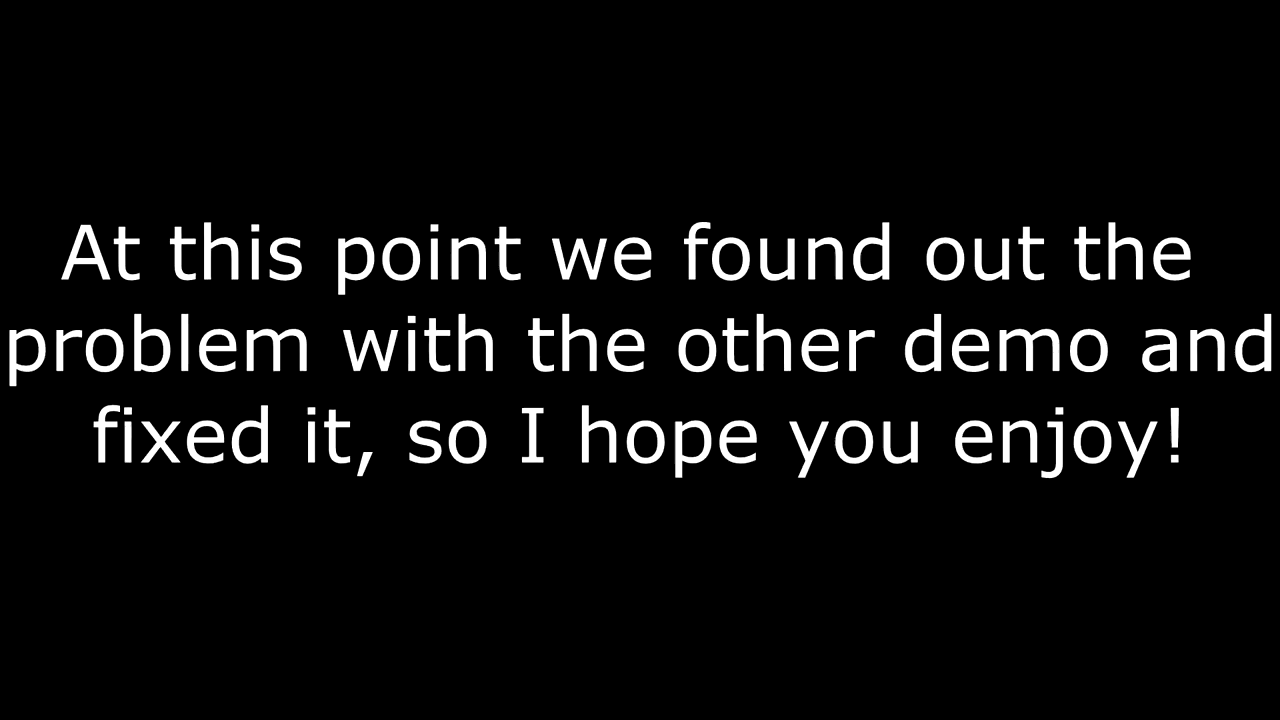 At this point we found out the
problem with the other demo and
fixed it, so I hope you enjoy!